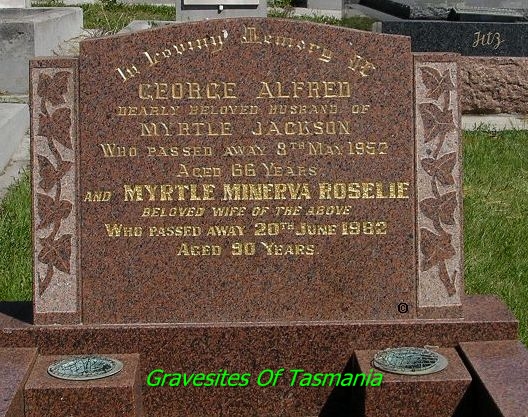 In Loving Memory Of
GEORGE ALFRED
DEARLY BELOVED HUSBAND OF
MYRTLE JACKSON
WHO PASSED AWAY 8TH MAY 1952
AGED 66 YEARS.
AND MYRTLE MINERVA ROSELIE
BELOVED WIFE OF THE ABOVE
WHO PASSED AWAY 20TH JUNE 1982
AGED 90 YEARS
Gravesites Of Tasmania